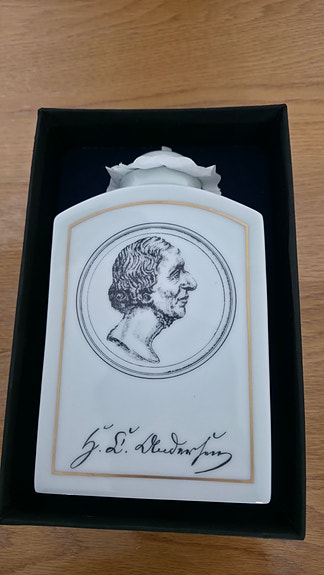 H. C. Andersen